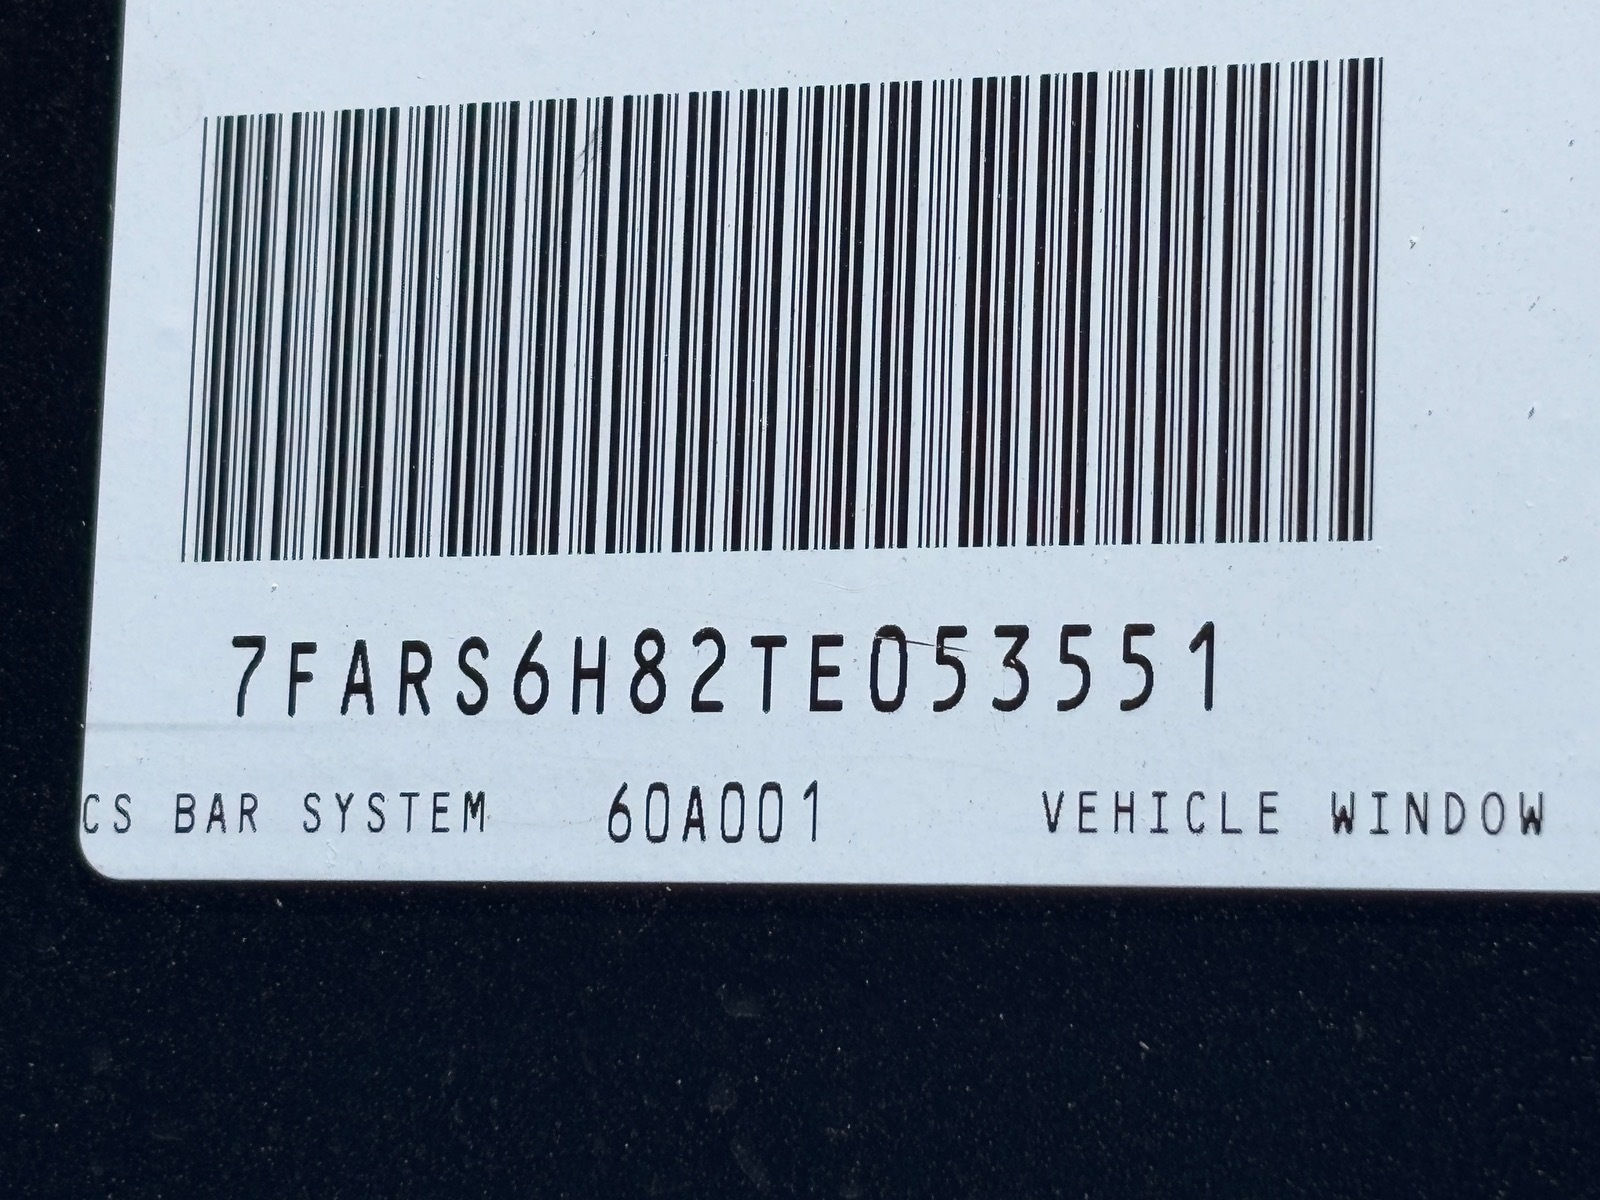 7FARS6H82TE053551
CS BAR SYSTEM 60A001 VEHICLE WINDOW